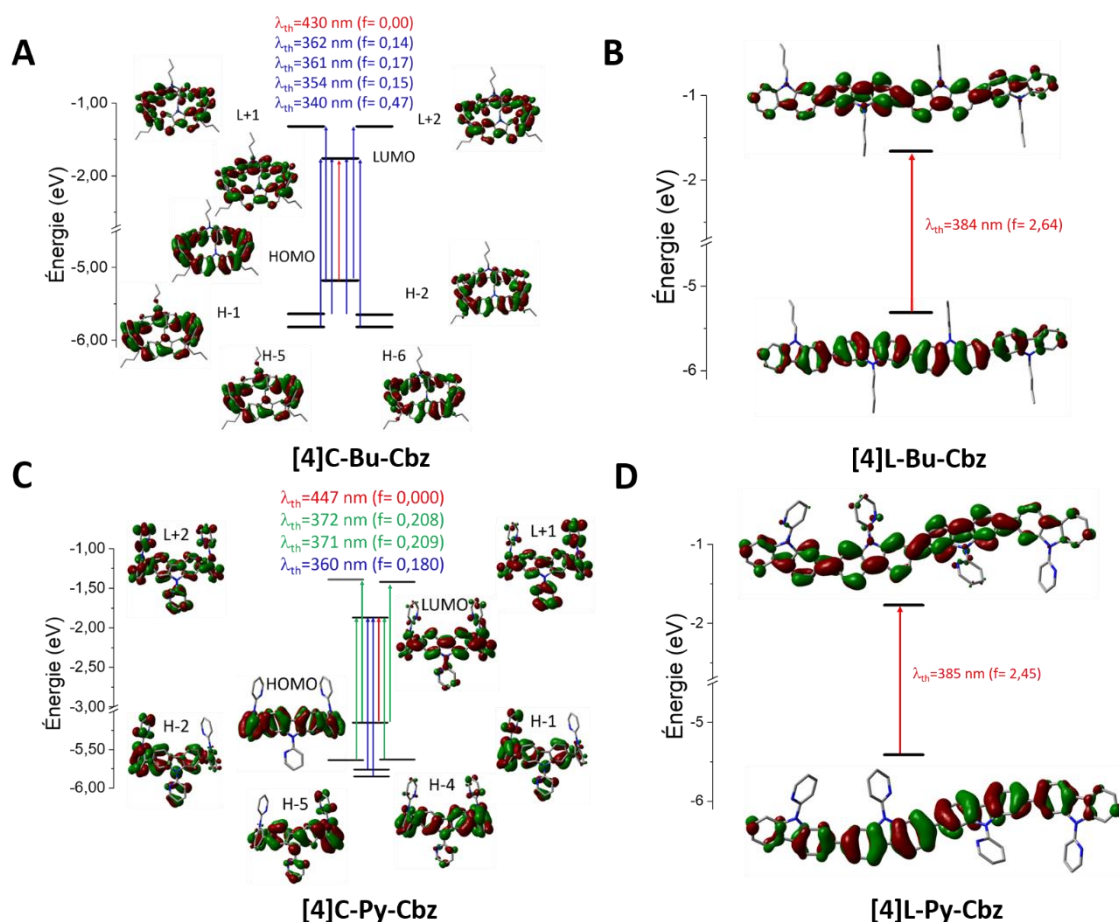 A
λth=430 nm (f= 0,00)
λth=362 nm (f= 0,14)
λth=361 nm (f= 0,17)
λth=354 nm (f= 0,15)
λth=340 nm (f= 0,47)
Énergie (eV)
-1,00
-2,00
-5,00
-6,00
L+1
L+2
LUMO
HOMO
H-1
H-2
H-5
H-6
[4]C-Bu-Cbz
B
Énergie (eV)
-1
-2
-5
-6
λth=384 nm (f= 2,64)
[4]L-Bu-Cbz
C
λth=447 nm (f= 0,000)
λth=372 nm (f= 0,208)
λth=371 nm (f= 0,209)
λth=360 nm (f= 0,180)
Énergie (eV)
-1,00
-1,50
-2,00
-3,00
-5,50
-6,00
L+2
L+1
LUMO
HOMO
H-2
H-1
H-5
H-4
[4]C-Py-Cbz
D
Énergie (eV)
-1
-2
-5
-6
λth=385 nm (f= 2,45)
[4]L-Py-Cbz